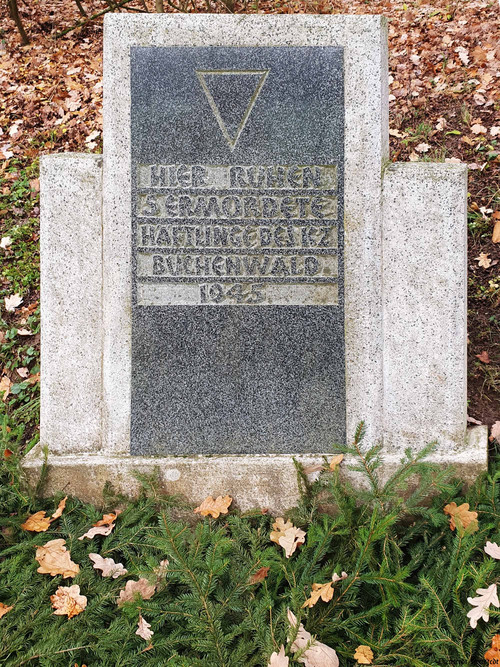 HIER RUHEN
5 ERMORDETE
HÄFTLINGE DES KZ
BUCHENWALD.
1945.